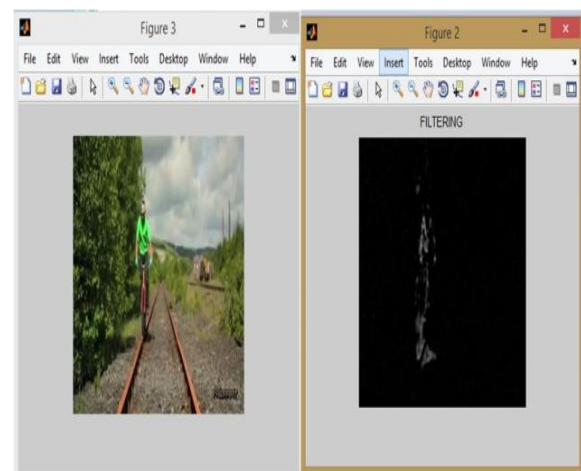 Figure 3
File Edit View Insert Tools Desktop Window Help
Figure 2
File Edit View Insert Tools Desktop Window Help
FILTERING